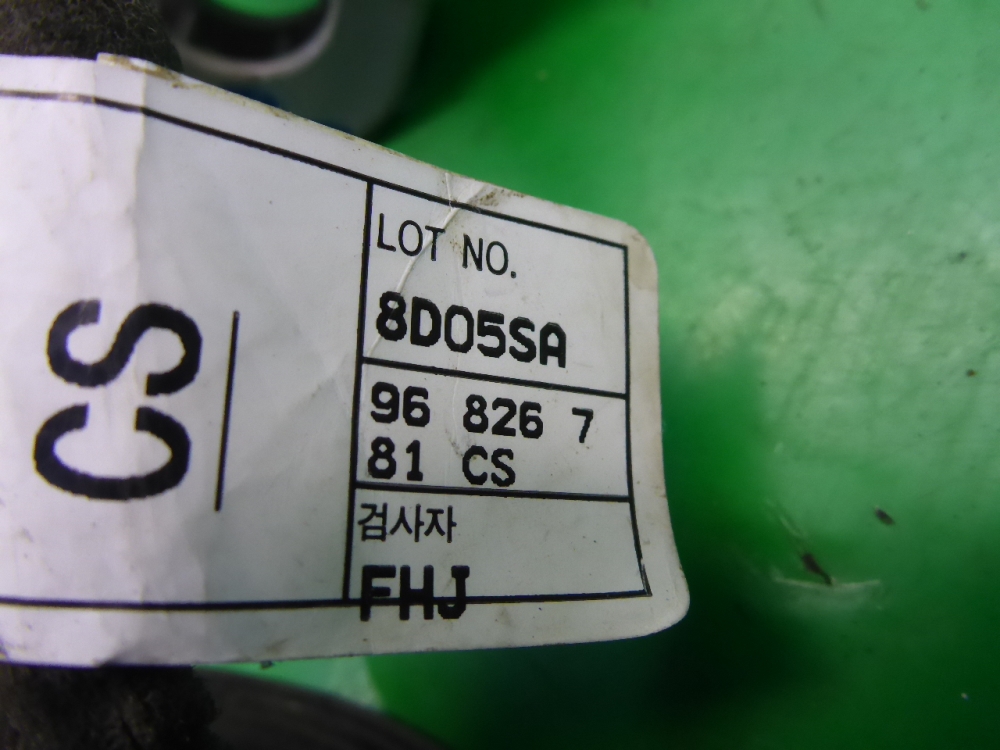 CS
LOT NO.
8D05SA
96 826 7
81 CS
검사자
FHJ